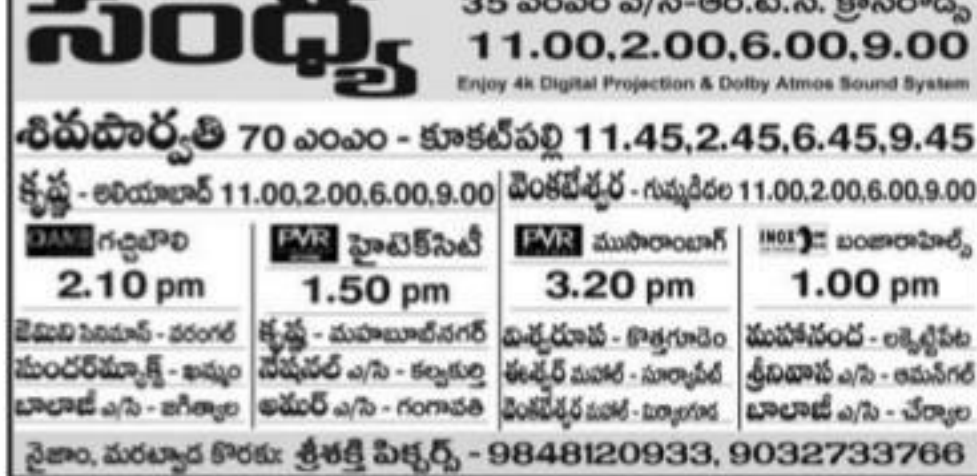 సంధ్య
35 ఎంఎం ఎ/సి-ఆర్.టి.సి. క్రాస్‌రోడ్స్
11.00,2.00,6.00,9.00
Enjoy 4k Digital Projection & Dolby Atmos Sound System
శివపార్వతి 70 ఎంఎం - కూకట్‌పల్లి 11.45,2.45,6.45,9.45
కృష్ణ - అలియాబాద్ 11.00,2.00,6.00,9.00
వెంకటేశ్వర - గుమ్మడిదల 11.00,2.00,6.00,9.00
గచ్చిబౌలి
2.10 pm
PVR హైటెక్‌సిటీ
1.50 pm
PVR ముసారాంబాగ్
3.20 pm
INOX బంజారాహిల్స్
1.00 pm
జెమిని సినిమాస్ - వరంగల్
కృష్ణ - మహబూబ్‌నగర్
విశ్వరూప - కొత్తగూడెం
మహానంద - లక్సెట్టిపేట
సుందర్‌మ్యాక్స్ - ఖమ్మం
నేషనల్ ఎ/సి - కల్వకుర్తి
ఈశ్వర్ మహల్ - సూర్యాపేట్
శ్రీనివాస ఎ/సి - ఆమన్‌గల్
బాలాజీ ఎ/సి - జగిత్యాల
అమర్ ఎ/సి - గంగావతి
వెంకటేశ్వర మహల్ - మిర్యాలగూడ
బాలాజీ ఎ/సి - చేర్యాల
నైజాం, మరట్వాడ కొరకు: శ్రీశక్తి పిక్చర్స్ - 9848120933, 9032733766